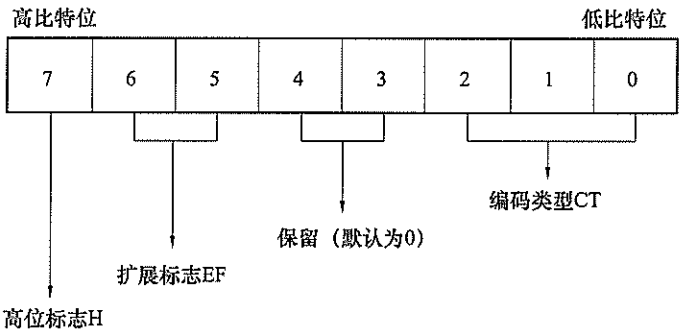 高比特位 低比特位
7 6 5 4 3 2 1 0
编码类型CT
保留（默认为0）
扩展标志EF
高位标志H